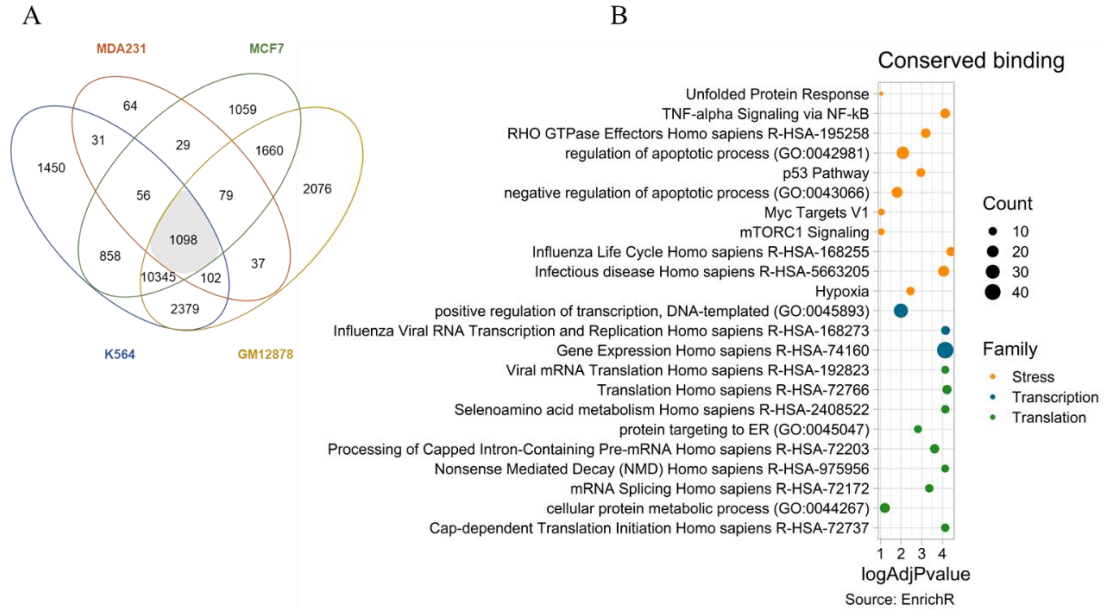 A
B
MDA231
MCF7
64
1059
31
29
1660
1450
2076
56
79
1098
858
37
10345
102
2379
K564
GM12878
Conserved binding
Unfolded Protein Response
TNF-alpha Signaling via NF-kB
RHO GTPase Effectors Homo sapiens R-HSA-195258
regulation of apoptotic process (GO:0042981)
p53 Pathway
negative regulation of apoptotic process (GO:0043066)
Myc Targets V1
mTORC1 Signaling
Influenza Life Cycle Homo sapiens R-HSA-168255
Infectious disease Homo sapiens R-HSA-5663205
Hypoxia
positive regulation of transcription, DNA-templated (GO:0045893)
Influenza Viral RNA Transcription and Replication Homo sapiens R-HSA-168273
Gene Expression Homo sapiens R-HSA-74160
Viral mRNA Translation Homo sapiens R-HSA-192823
Translation Homo sapiens R-HSA-72766
Selenoamino acid metabolism Homo sapiens R-HSA-2408522
protein targeting to ER (GO:0045047)
Processing of Capped Intron-Containing Pre-mRNA Homo sapiens R-HSA-72203
Nonsense Mediated Decay (NMD) Homo sapiens R-HSA-975956
mRNA Splicing Homo sapiens R-HSA-72172
cellular protein metabolic process (GO:0044267)
Cap-dependent Translation Initiation Homo sapiens R-HSA-72737
1 2 3 4
logAdjPvalue
Source: EnrichR
Count
10
20
30
40
Family
Stress
Transcription
Translation